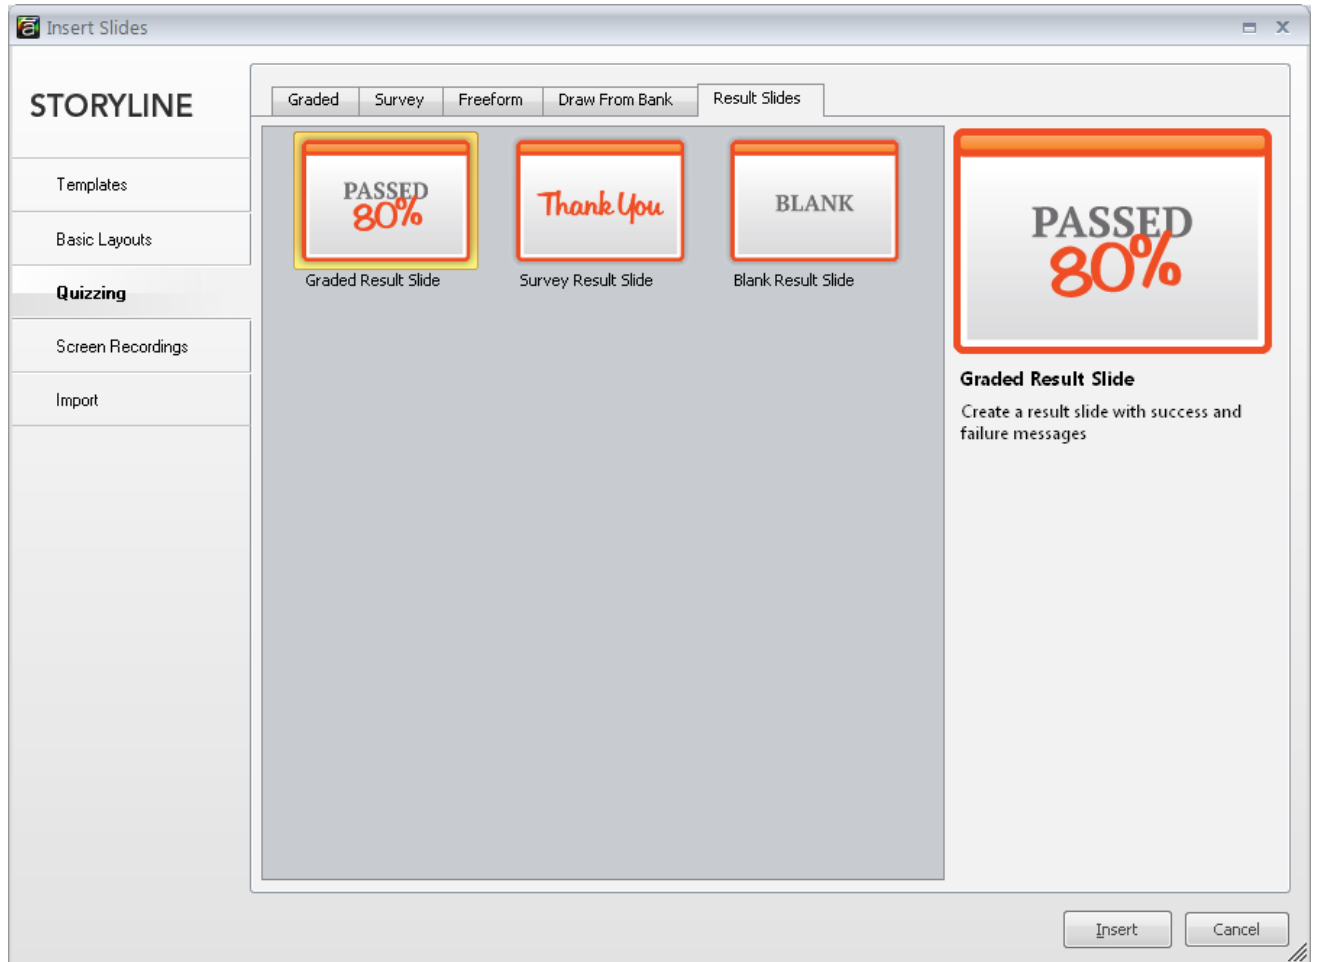 Insert Slides
STORYLINE
Templates
Basic Layouts
Quizzing
Screen Recordings
Import
Graded
Survey
Freeform
Draw From Bank
Result Slides
PASSED
80%
Graded Result Slide
Thank You
Survey Result Slide
BLANK
Blank Result Slide
PASSED
80%
Graded Result Slide
Create a result slide with success and
failure messages
Insert
Cancel